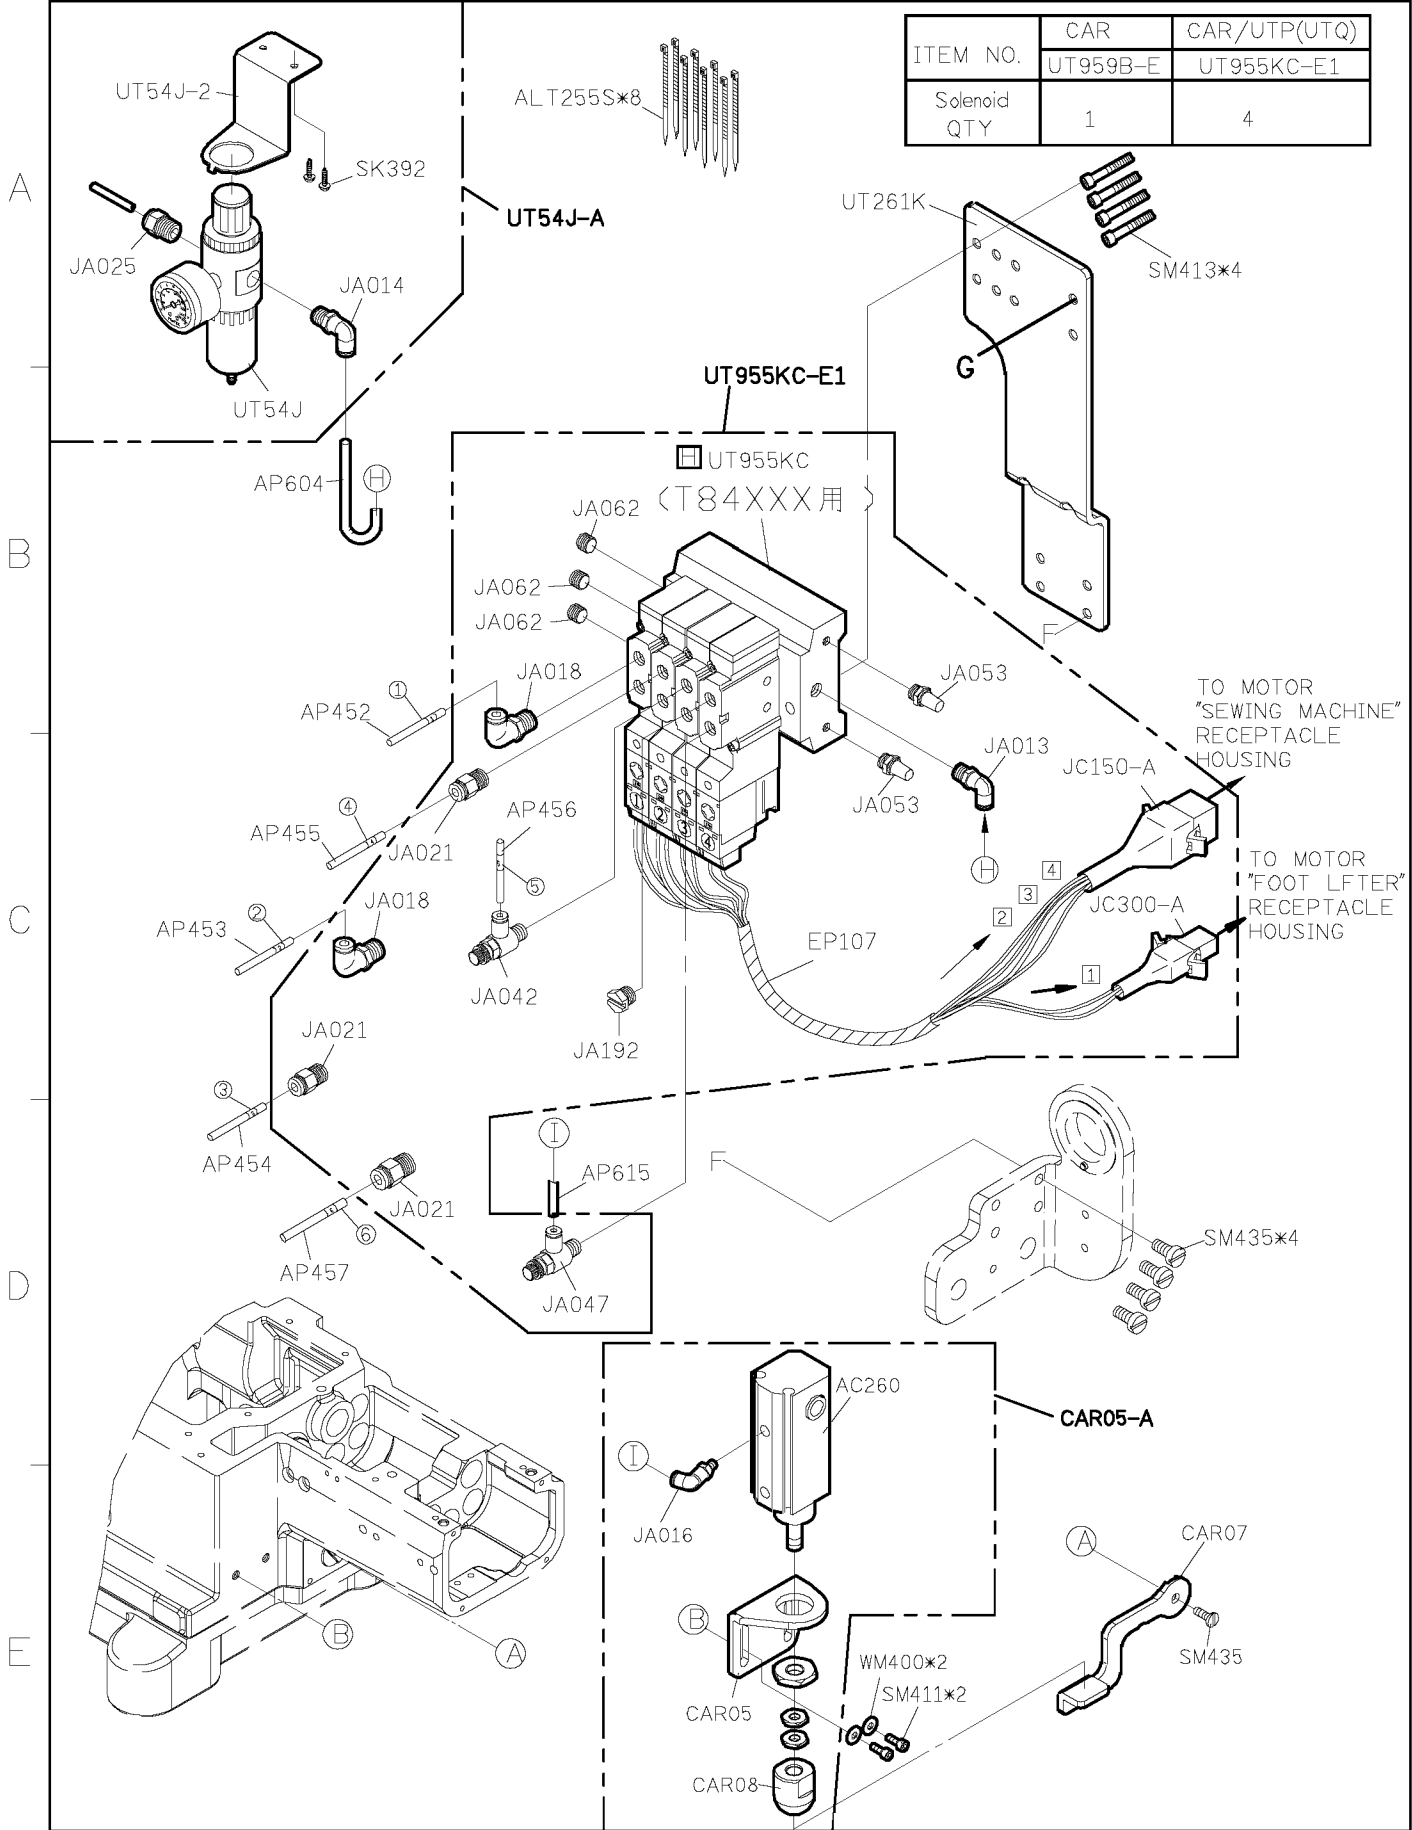 ITEM NO.
CAR
CAR/UTP(UTQ)
UT959B-E
UT955KC-E1
Solenoid
QTY
1
4
A
B
C
D
E
UT54J-2
SK392
JA025
JA014
UT54J
UT54J-A
AP604
H
ALT255S*8
UT261K
SM413*4
G
F
UT955KC-E1
H UT955KC
(T84XXX用 )
JA062
JA062
JA062
JA018
1
AP452
JA053
JA053
JA013
H
4
AP455
JA021
AP456
5
1
2
3
4
TO MOTOR
"SEWING MACHINE"
RECEPTACLE
HOUSING
JC150-A
TO MOTOR
"FOOT LFTER"
RECEPTACLE
HOUSING
JC300-A
4
3
2
1
EP107
2
AP453
JA018
JA042
JA192
JA021
3
AP454
JA021
6
AP457
I
AP615
JA047
F
SM435*4
AC260
CAR05-A
I
JA016
A
CAR07
SM435
B
CAR05
WM400*2
SM411*2
CAR08
B
A